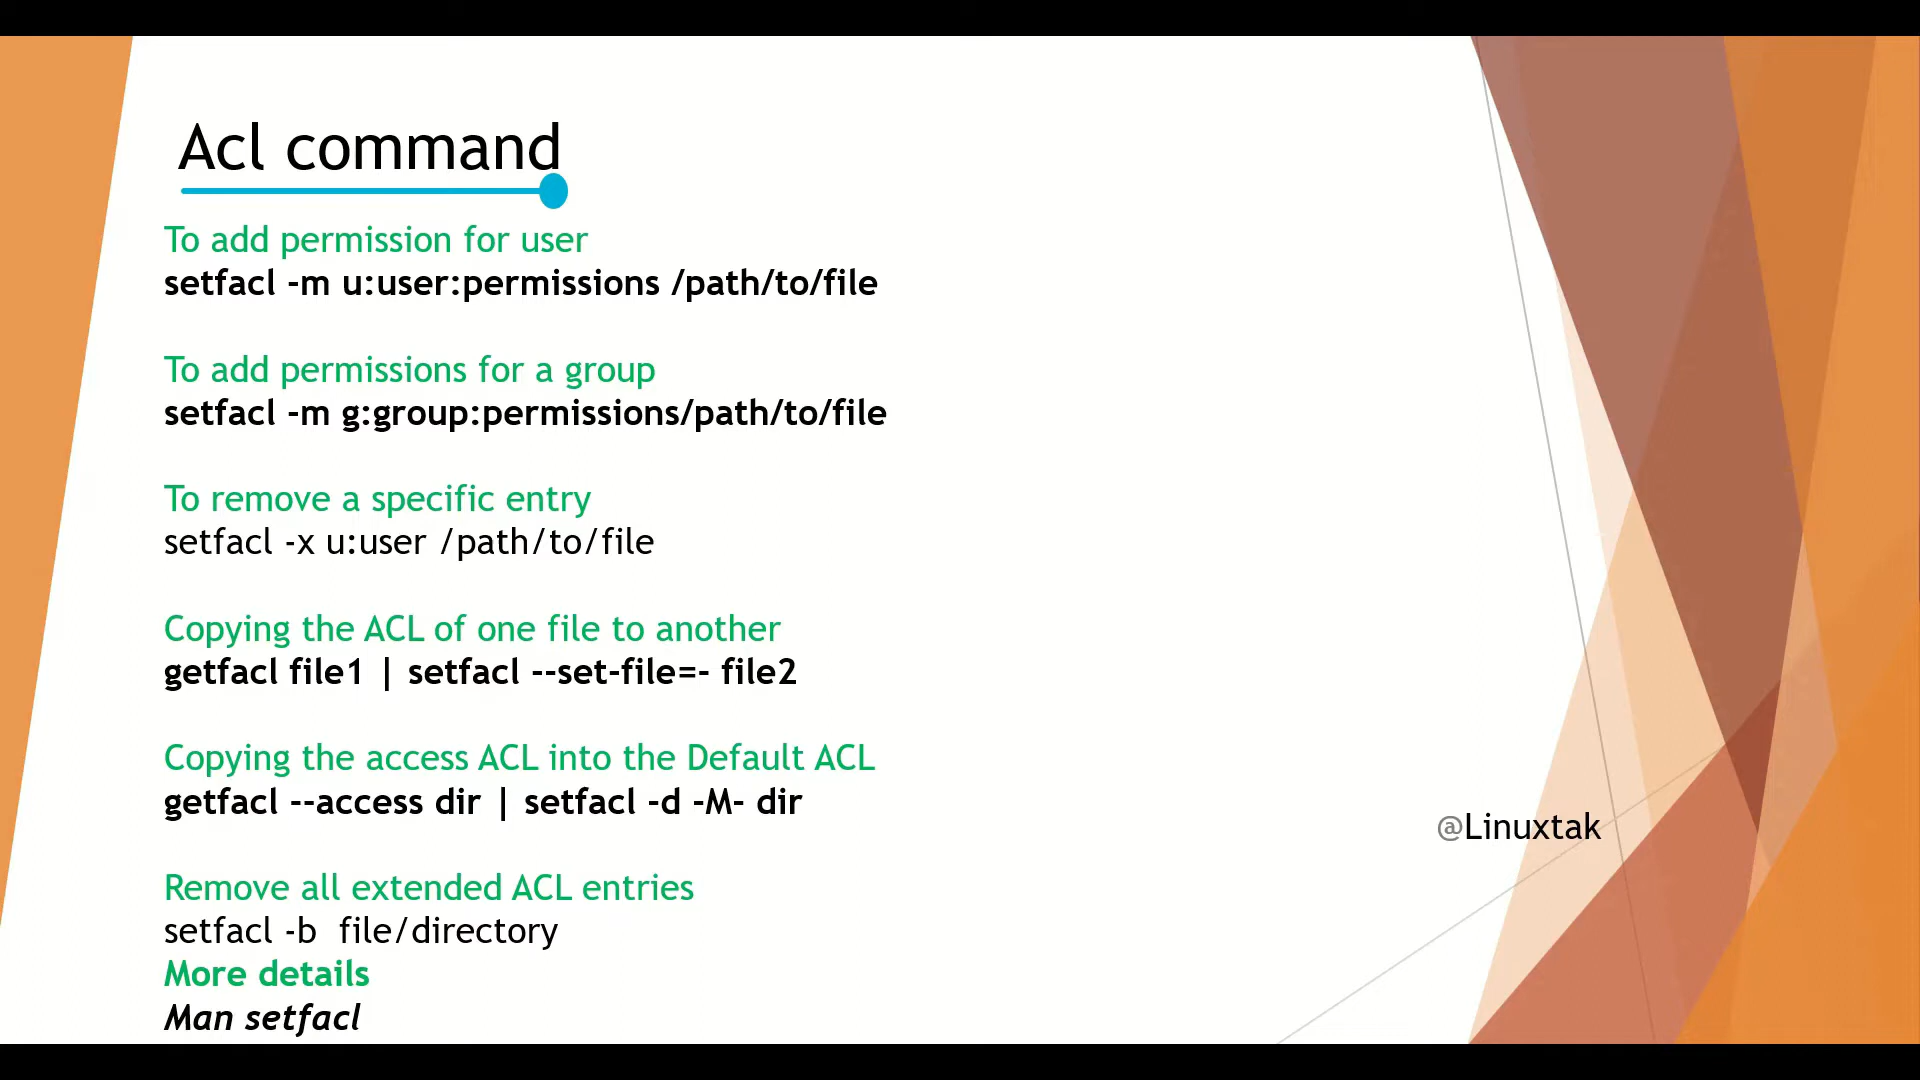 Acl command
To add permission for user
setfacl -m u:user:permissions /path/to/file
To add permissions for a group
setfacl -m g:group:permissions/path/to/file
To remove a specific entry
setfacl -x u:user /path/to/file
Copying the ACL of one file to another
getfacl file1 | setfacl --set-file=- file2
Copying the access ACL into the Default ACL
getfacl --access dir | setfacl -d -M- dir
@Linuxtak
Remove all extended ACL entries
setfacl -b  file/directory
More details
Man setfacl